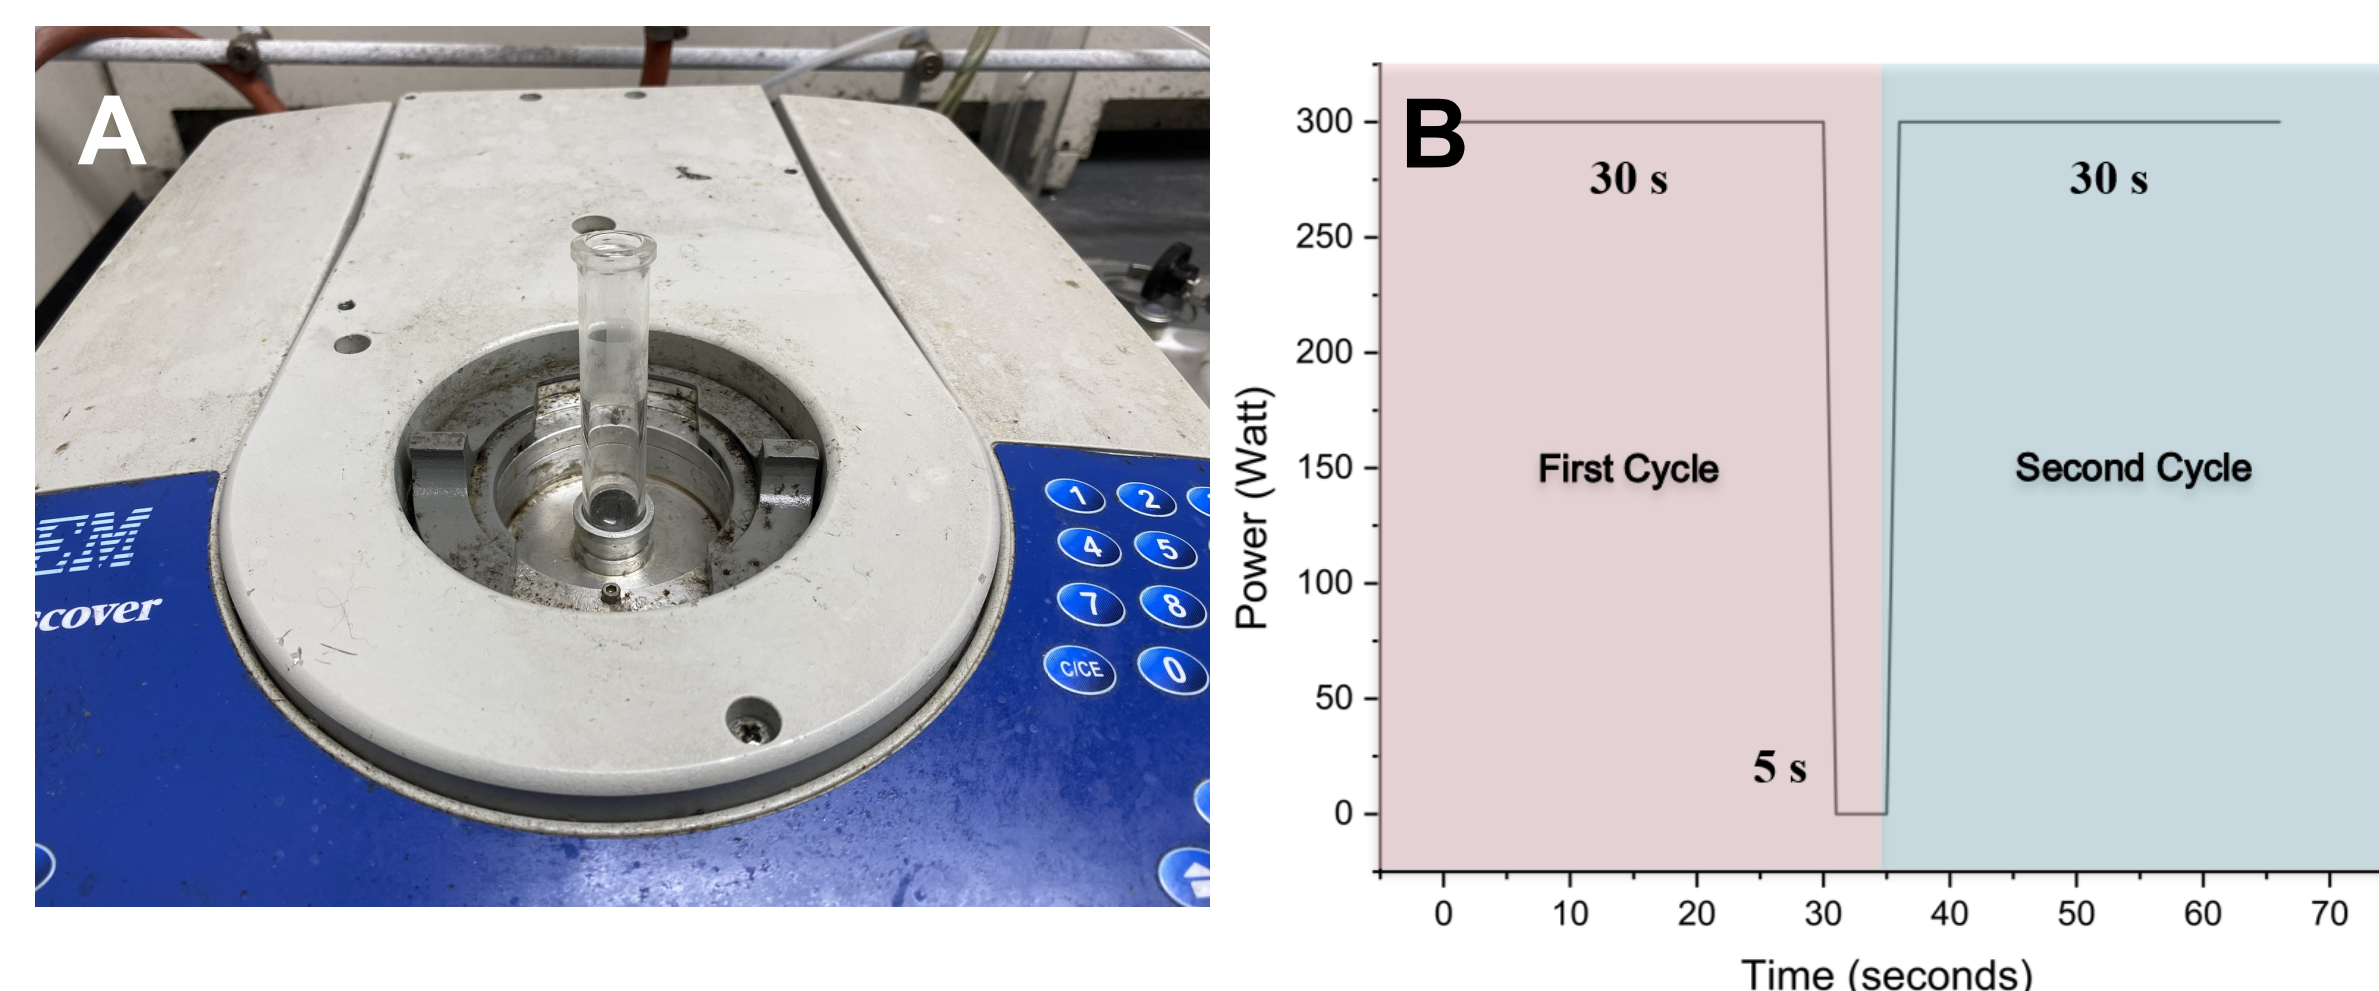 A
EM
scover
1 2
4 5
7 8
C/CE 0
B
Power (Watt)
300
250
200
150
100
50
0
30 s
30 s
First Cycle
Second Cycle
5 s
0 10 20 30 40 50 60 70
Time (seconds)